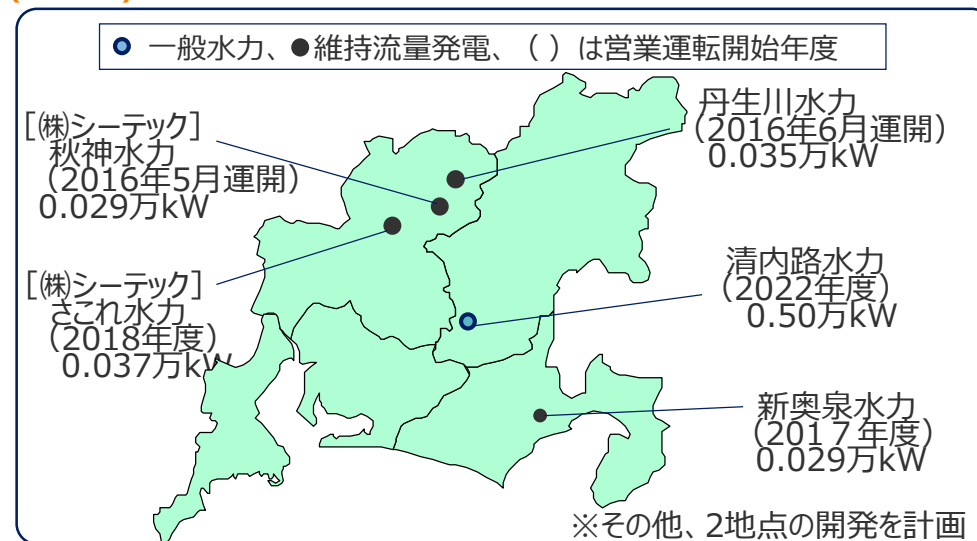 ● 一般水力、●維持流量発電、（ ）は営業運転開始年度
[㈱シーテック]
秋神水力
（2016年5月運開）
0.029万kW
丹生川水力
（2016年6月運開）
0.035万kW
[㈱シーテック]
さこれ水力
（2018年度）
0.037万kW
清内路水力
（2022年度）
0.50万kW
新奥泉水力
（2017年度）
0.029万kW
※その他、2地点の開発を計画